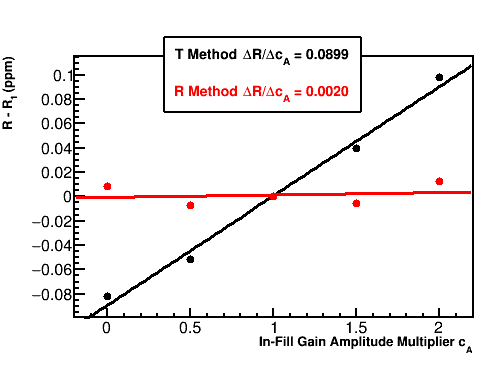 T Method ΔR/Δc_A = 0.0899
R Method ΔR/Δc_A = 0.0020
R - R_1 (ppm)
0.1
0.08
0.06
0.04
0.02
0
−0.02
−0.04
−0.06
−0.08
0 0.5 1 1.5 2
In-Fill Gain Amplitude Multiplier c_A